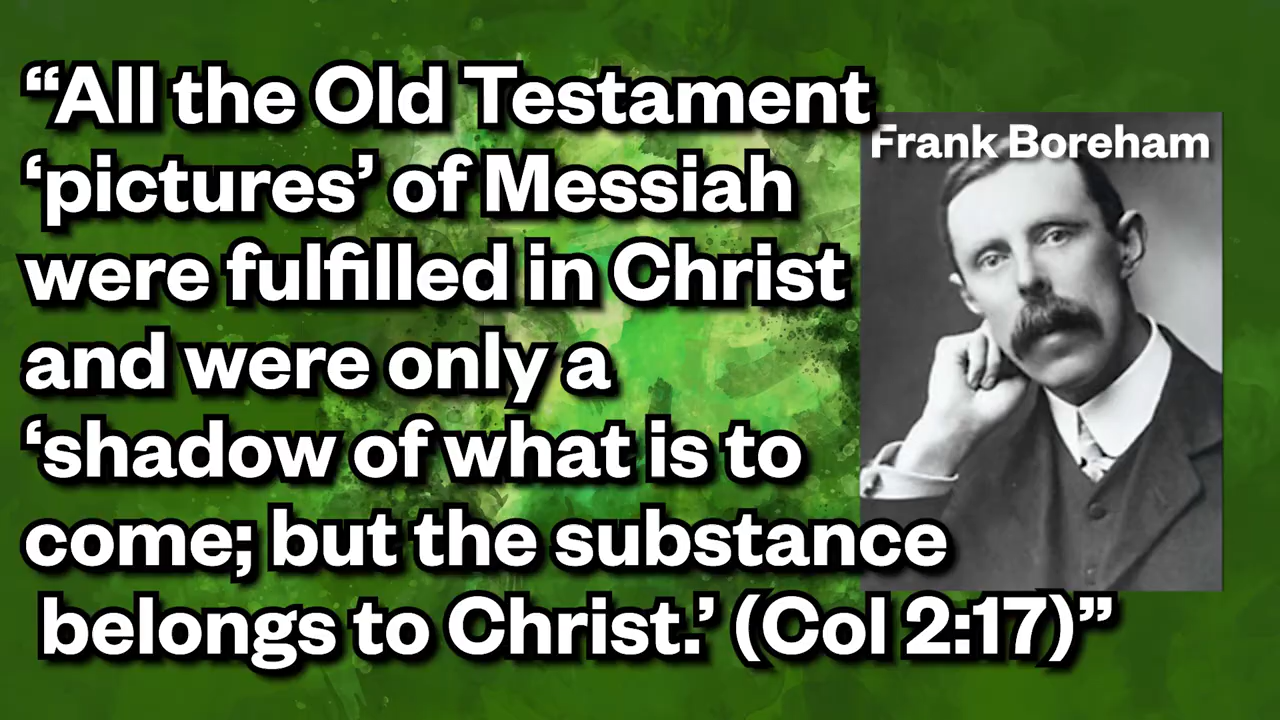 “All the Old Testament
‘pictures’ of Messiah
were fulfilled in Christ
and were only a
‘shadow of what is to
come; but the substance
belongs to Christ.’ (Col 2:17)”
Frank Boreham